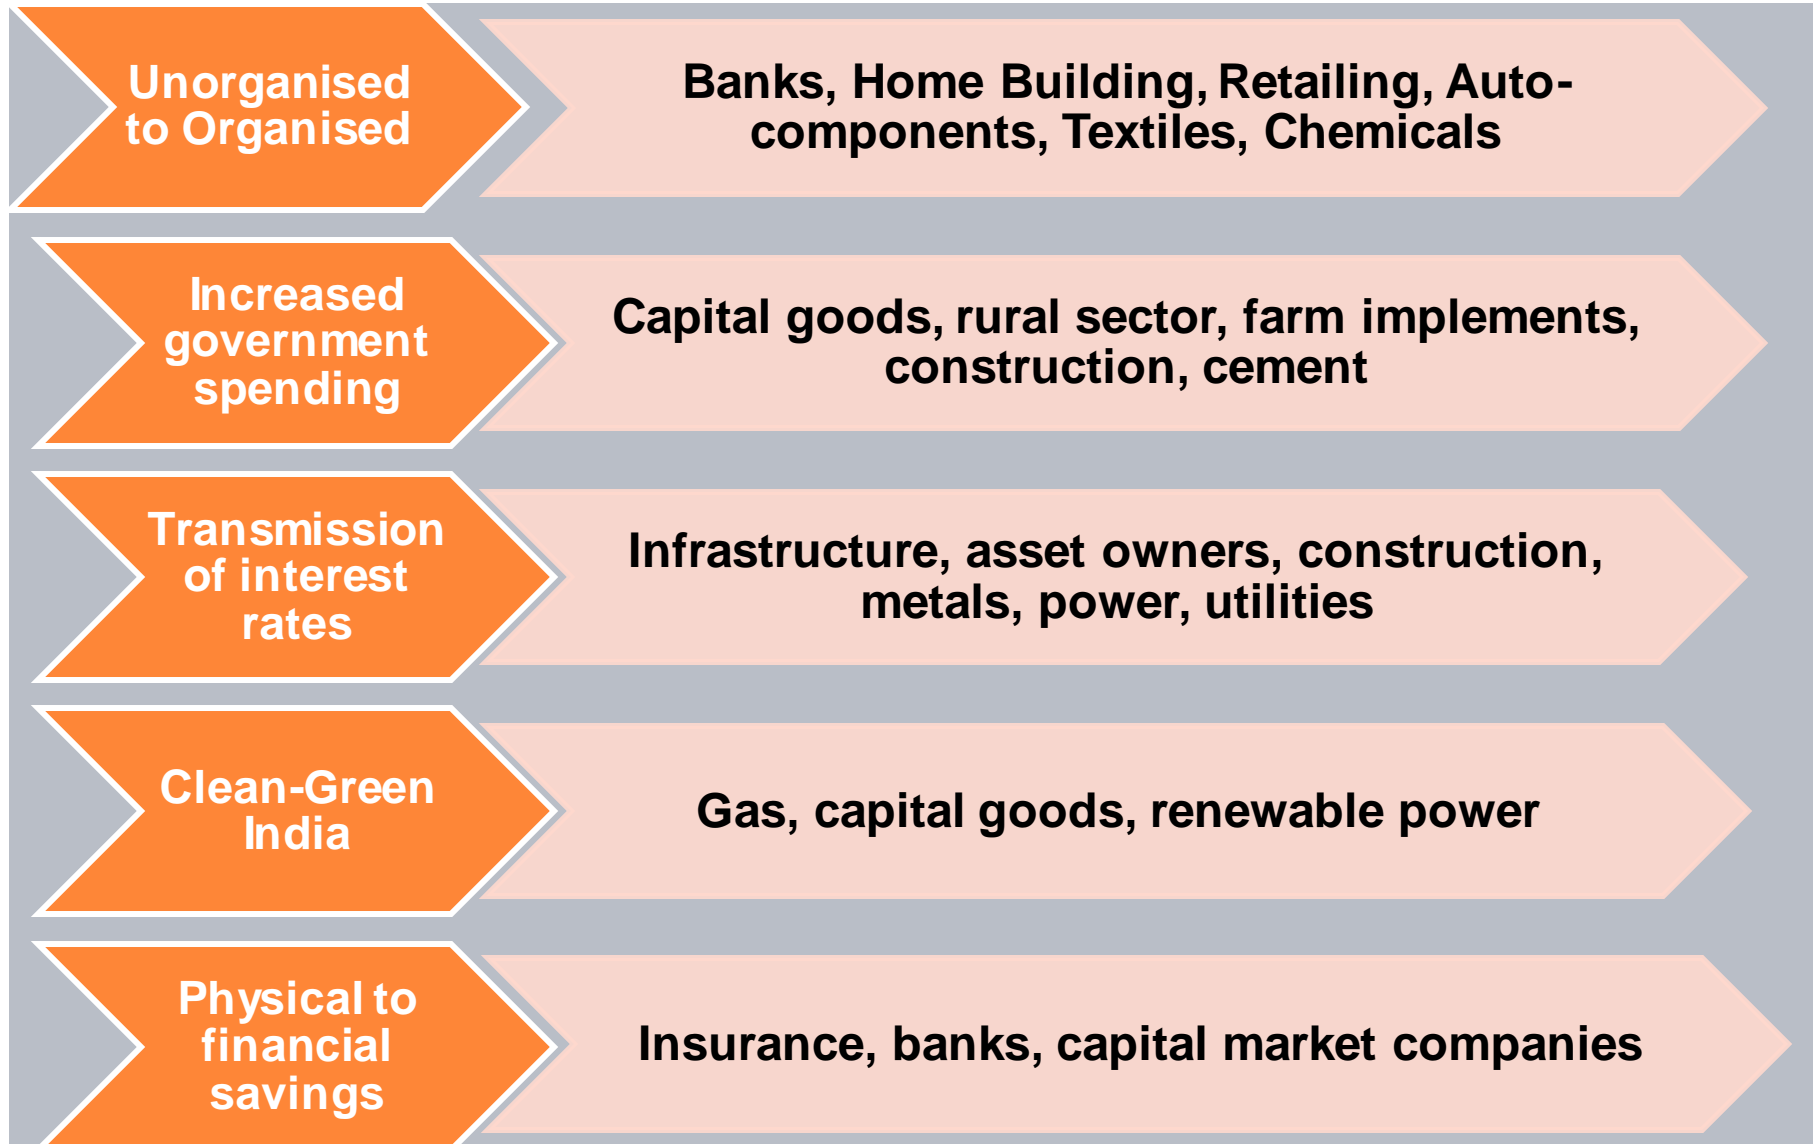 Unorganised
to Organised
Banks, Home Building, Retailing, Auto-
components, Textiles, Chemicals
Increased
government
spending
Capital goods, rural sector, farm implements,
construction, cement
Transmission
of interest
rates
Infrastructure, asset owners, construction,
metals, power, utilities
Clean-Green
India
Gas, capital goods, renewable power
Physical to
financial
savings
Insurance, banks, capital market companies